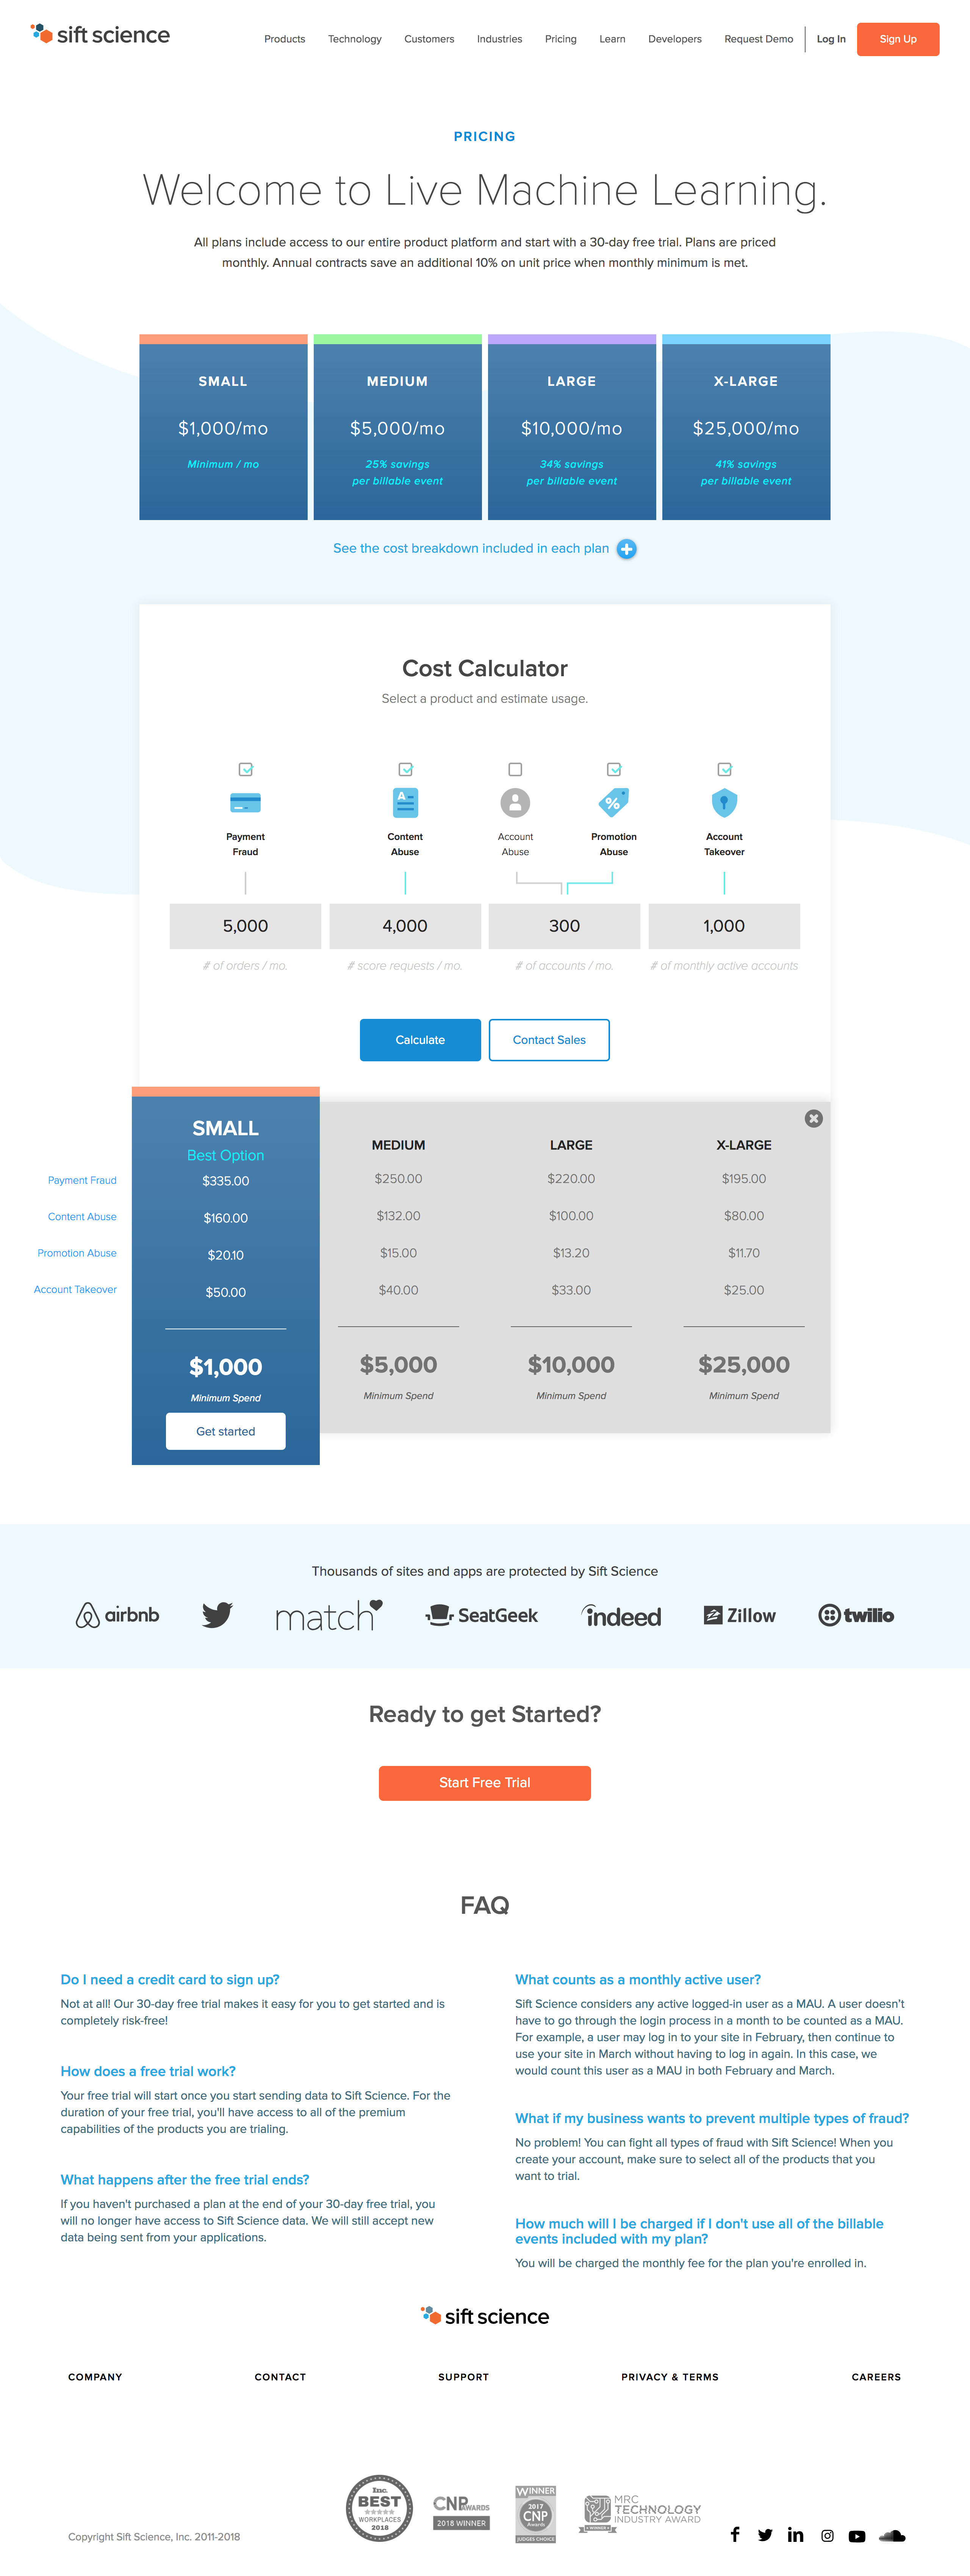 sift science
Products Technology Customers Industries Pricing Learn Developers Request Demo Log In Sign Up
PRICING
Welcome to Live Machine Learning.
All plans include access to our entire product platform and start with a 30-day free trial. Plans are priced
monthly. Annual contracts save an additional 10% on unit price when monthly minimum is met.
SMALL MEDIUM LARGE X-LARGE
$1,000/mo $5,000/mo $10,000/mo $25,000/mo
Minimum / mo 25% savings 34% savings 41% savings
per billable event per billable event per billable event
See the cost breakdown included in each plan
Cost Calculator
Select a product and estimate usage.
Payment Content Account Promotion Account
Fraud Abuse Abuse Abuse Takeover
5,000 4,000 300 1,000
# of orders / mo. # score requests / mo. # of accounts / mo. # of monthly active accounts
Calculate Contact Sales
SMALL MEDIUM LARGE X-LARGE
Best Option
Payment Fraud $335.00 $250.00 $220.00 $195.00
Content Abuse $160.00 $132.00 $100.00 $80.00
Promotion Abuse $20.10 $15.00 $13.20 $11.70
Account Takeover $50.00 $40.00 $33.00 $25.00
$1,000 $5,000 $10,000 $25,000
Minimum Spend Minimum Spend Minimum Spend Minimum Spend
Get started
Thousands of sites and apps are protected by Sift Science
airbnb match SeatGeek indeed Zillow twilio
Ready to get Started?
Start Free Trial
FAQ
Do I need a credit card to sign up?
Not at all! Our 30-day free trial makes it easy for you to get started and is
completely risk-free!
How does a free trial work?
Your free trial will start once you start sending data to Sift Science. For the
duration of your free trial, you'll have access to all of the premium
capabilities of the products you are trialing.
What happens after the free trial ends?
If you haven't purchased a plan at the end of your 30-day free trial, you
will no longer have access to Sift Science data. We will still accept new
data being sent from your applications.
What counts as a monthly active user?
Sift Science considers any active logged-in user as a MAU. A user doesn't
have to go through the login process in a month to be counted as a MAU.
For example, a user may log in to your site in February, then continue to
use your site in March without having to log in again. In this case, we
would count this user as a MAU in both February and March.
What if my business wants to prevent multiple types of fraud?
No problem! You can fight all types of fraud with Sift Science! When you
create your account, make sure to select all of the products that you
want to trial.
How much will I be charged if I don't use all of the billable
events included with my plan?
You will be charged the monthly fee for the plan you're enrolled in.
sift science
COMPANY CONTACT SUPPORT PRIVACY & TERMS CAREERS
Copyright Sift Science, Inc. 2011-2018
Inc.
BEST
WORKPLACES
2018
CNP AWARDS
2018 WINNER
WINNER
2017
CNP
Awards
JUDGES CHOICE
MRC
TECHNOLOGY
INDUSTRY AWARD
WINNER